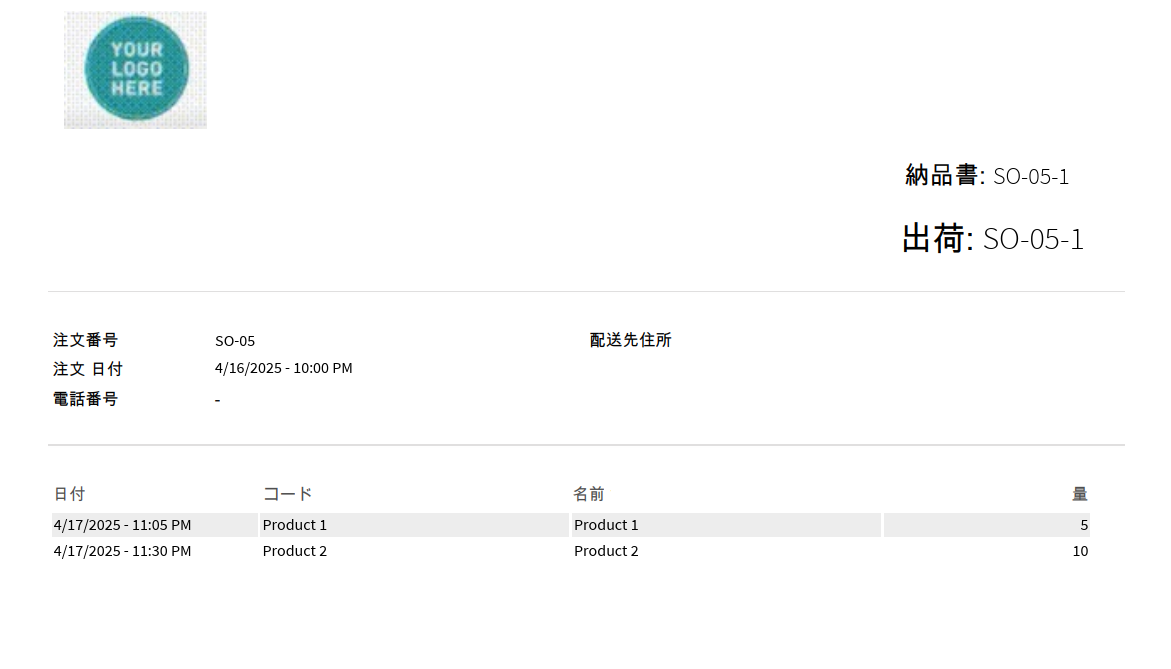 YOUR
LOGO
HERE
納品書: SO-05-1
出荷: SO-05-1
注文番号 SO-05 配送先住所
注文 日付 4/16/2025 - 10:00 PM
電話番号 -
日付 コード 名前 量
4/17/2025 - 11:05 PM Product 1 Product 1 5
4/17/2025 - 11:30 PM Product 2 Product 2 10